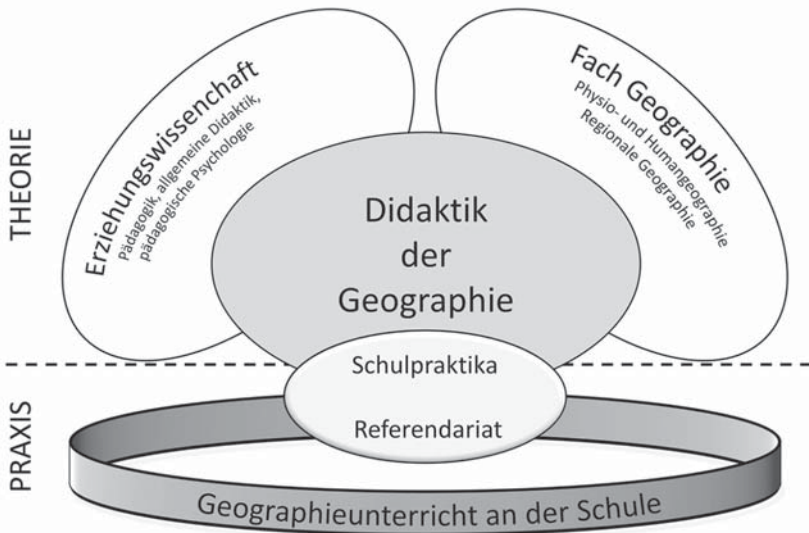 THEORIE
Erziehungswissenschaft
Pädagogik, allgemeine Didaktik,
pädagogische Psychologie
Fach Geographie
Physio- und Humangeographie
Regionale Geographie
Didaktik
der
Geographie
Schulpraktika
Referendariat
PRAXIS
Geographieunterricht an der Schule